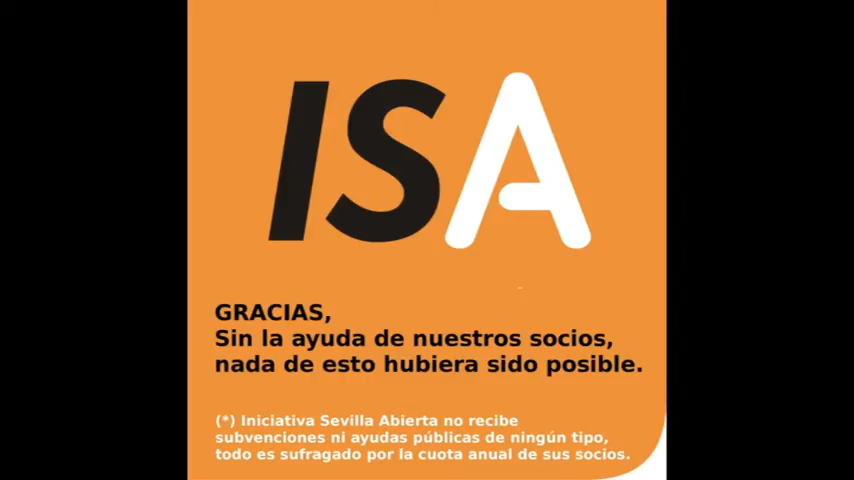 ISA
GRACIAS,
Sin la ayuda de nuestros socios,
nada de esto hubiera sido posible.
(*) Iniciativa Sevilla Abierta no recibe
subvenciones ni ayudas públicas de ningún tipo,
todo es sufragado por la cuota anual de sus socios.